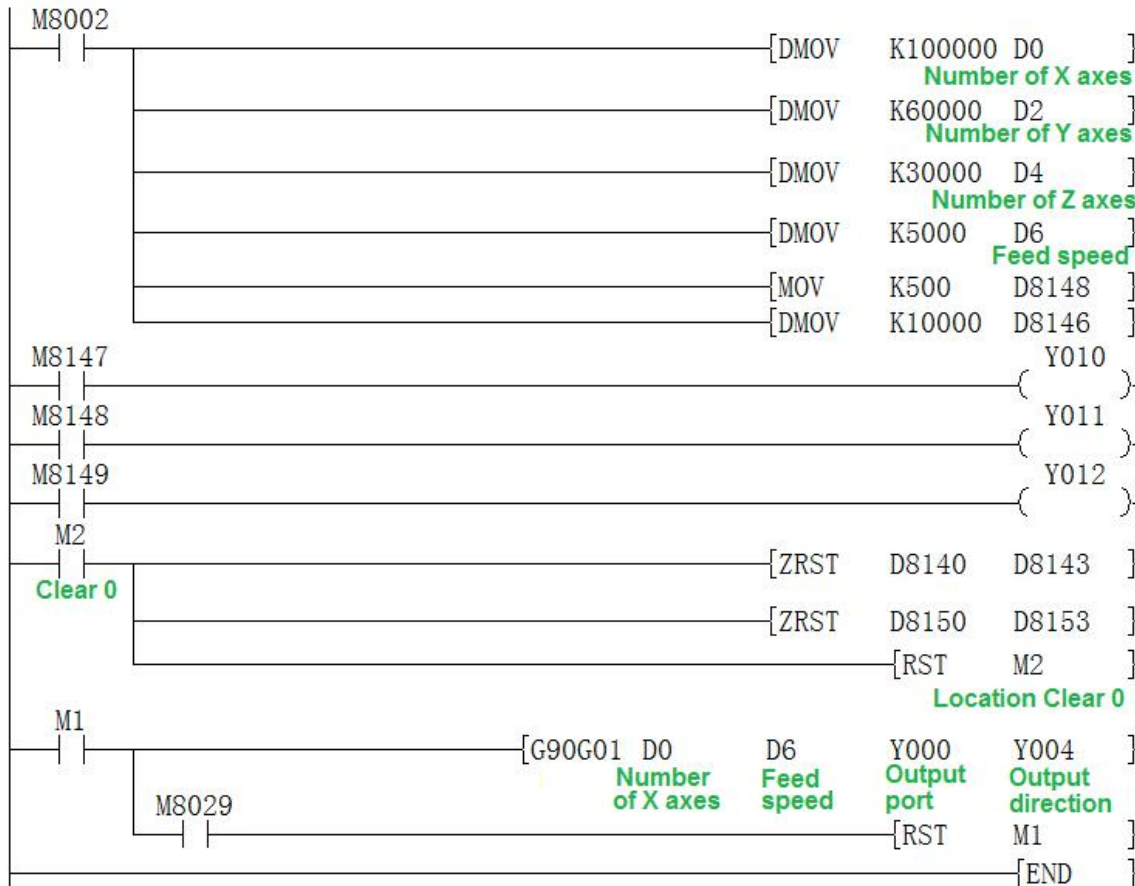 M8002
[DMOV K100000 D0 ]
Number of X axes
[DMOV K60000 D2 ]
Number of Y axes
[DMOV K30000 D4 ]
Number of Z axes
[DMOV K5000 D6 ]
Feed speed
[MOV K500 D8148 ]
[DMOV K10000 D8146 ]
M8147 Y010
M8148 Y011
M8149 Y012
M2
[ZRST D8140 D8143 ]
Clear 0
[ZRST D8150 D8153 ]
[RST M2 ]
Location Clear 0
M1
[G90G01 D0 D6 Y000 Y004 ]
Number of X axes Feed speed Output port Output direction
M8029
[RST M1 ]
[END ]